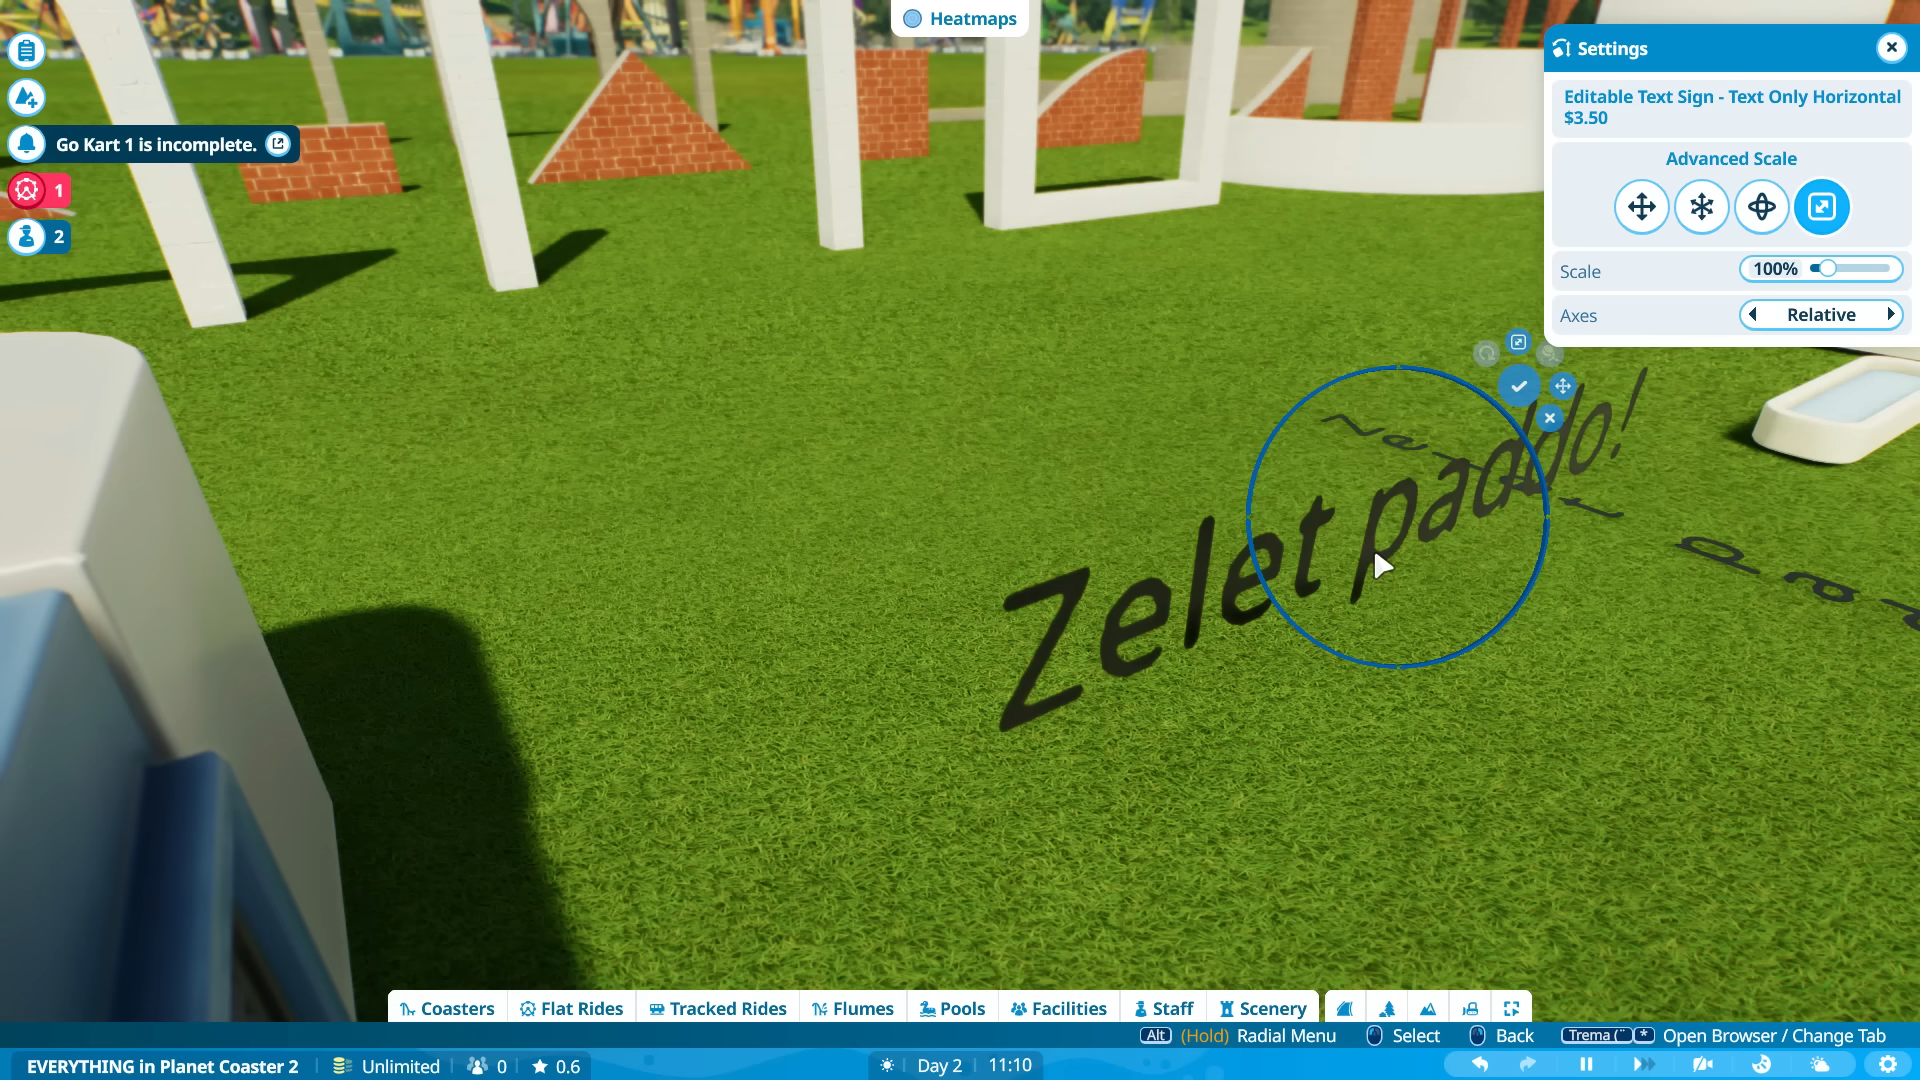 Heatmaps
Settings
Editable Text Sign - Text Only Horizontal
$3.50
Advanced Scale
Scale
100%
Axes
Relative
Go Kart 1 is incomplete.
1
2
Zelet paddo!
Coasters
Flat Rides
Tracked Rides
Flumes
Pools
Facilities
Staff
Scenery
Alt (Hold) Radial Menu
Select
Back
Trema (¨ * Open Browser / Change Tab
EVERYTHING in Planet Coaster 2
Unlimited
0
0.6
Day 2
11:10